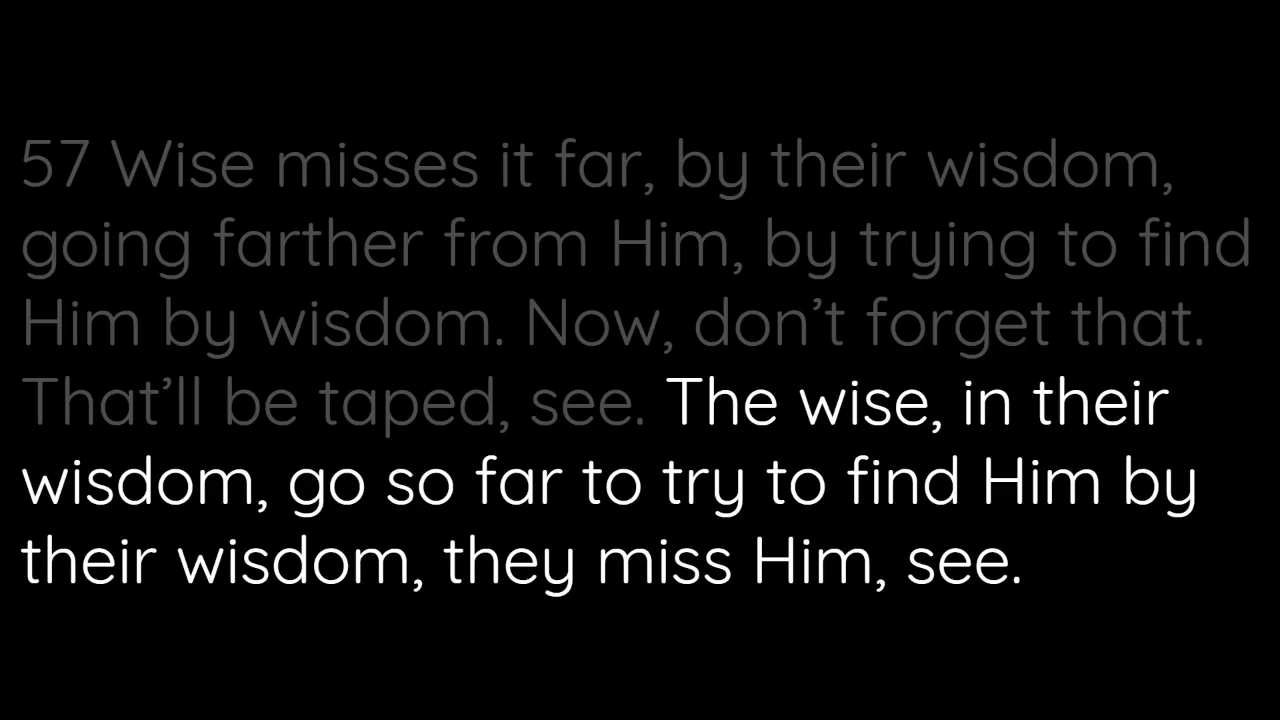 57 Wise misses it far, by their wisdom,
going farther from Him, by trying to find
Him by wisdom. Now, don’t forget that.
That’ll be taped, see. The wise, in their
wisdom, go so far to try to find Him by
their wisdom, they miss Him, see.